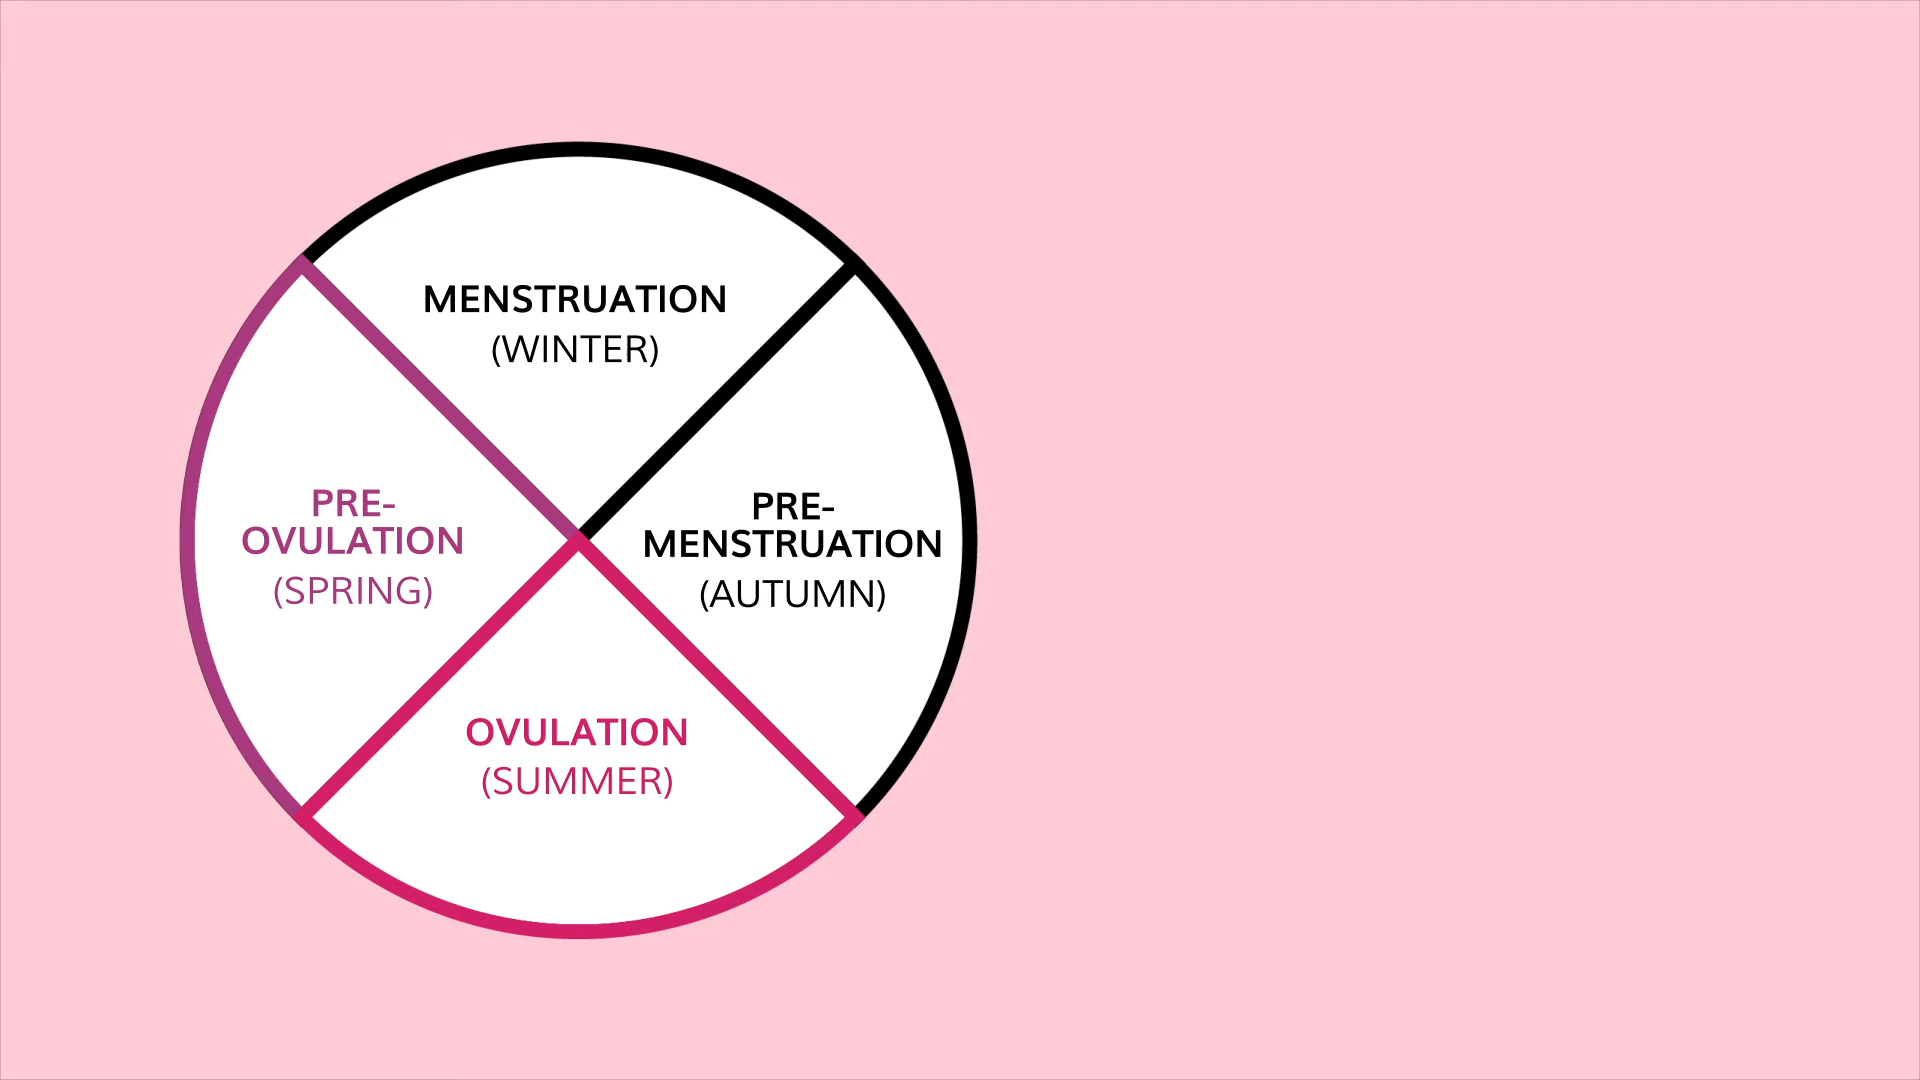 MENSTRUATION
(WINTER)
PRE-
OVULATION
(SPRING)
PRE-
MENSTRUATION
(AUTUMN)
OVULATION
(SUMMER)